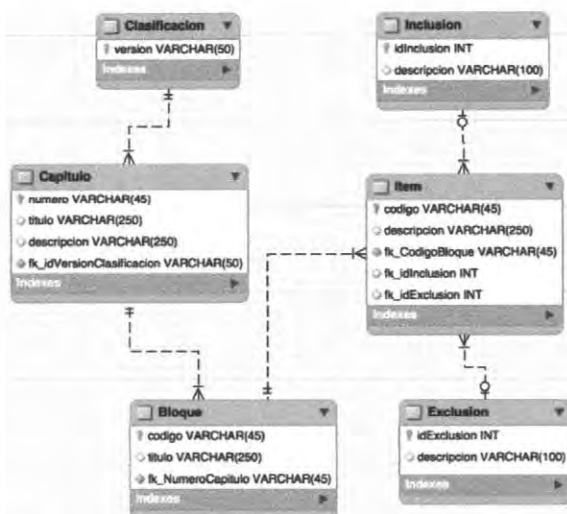 Clasificacion
version VARCHAR(50)
Indexes
Inclusion
idInclusion INT
descripcion VARCHAR(100)
Indexes
Capitulo
numero VARCHAR(45)
titulo VARCHAR(250)
descripcion VARCHAR(250)
fk_idVersionClasificacion VARCHAR(50)
Indexes
Item
codigo VARCHAR(45)
descripcion VARCHAR(250)
fk_CodigoBloque VARCHAR(45)
fk_idInclusion INT
fk_idExclusion INT
Indexes
Bloque
codigo VARCHAR(45)
titulo VARCHAR(250)
fk_NumeroCapitulo VARCHAR(45)
Indexes
Exclusion
idExclusion INT
descripcion VARCHAR(100)
Indexes